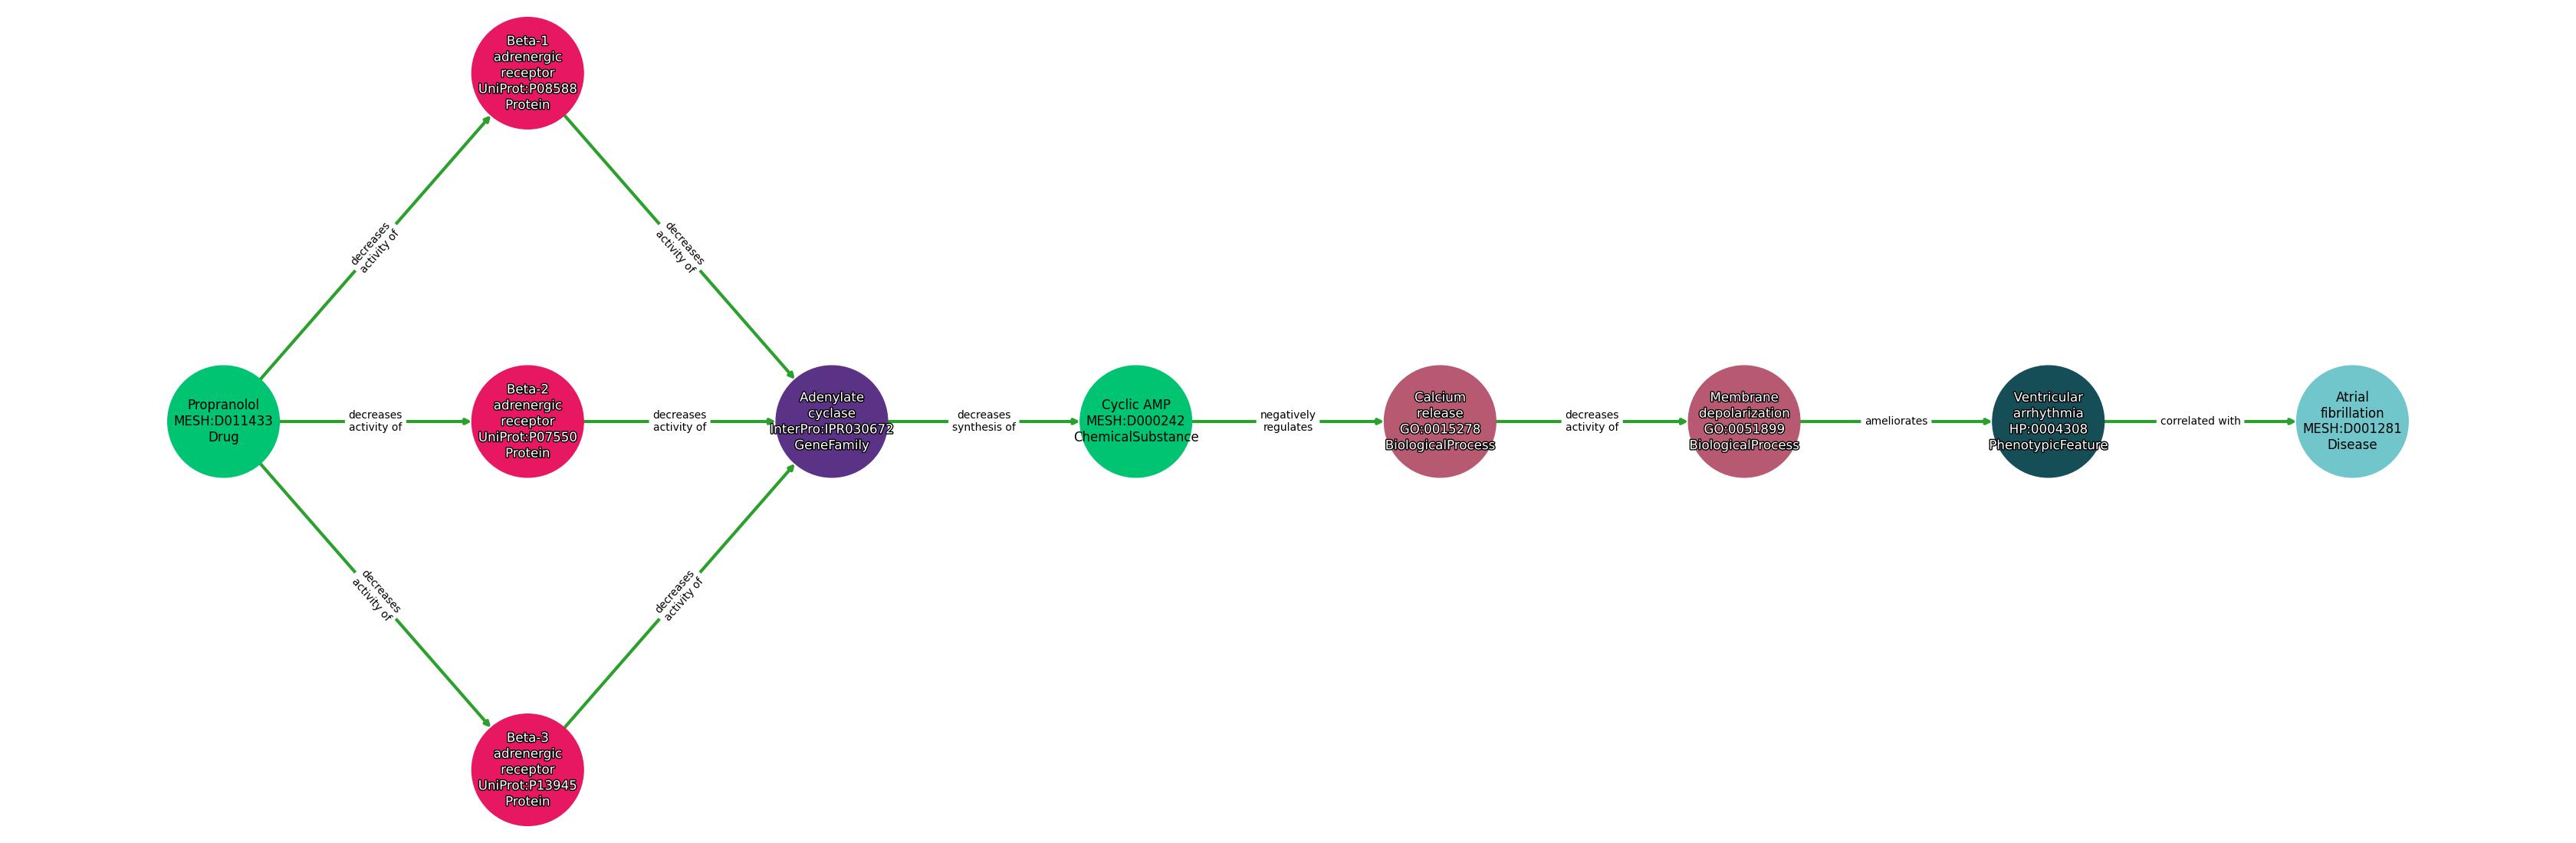 Beta-1
adrenergic
receptor
UniProt:P08588
Protein
decreases
activity of
decreases
activity of
Propranolol
MESH:D011433
Drug
decreases
activity of
Beta-2
adrenergic
receptor
UniProt:P07550
Protein
decreases
activity of
Adenylate
cyclase
InterPro:IPR030672
GeneFamily
decreases
synthesis of
Cyclic AMP
MESH:D000242
ChemicalSubstance
negatively
regulates
Calcium
release
GO:0015278
BiologicalProcess
decreases
activity of
Membrane
depolarization
GO:0051899
BiologicalProcess
ameliorates
Ventricular
arrhythmia
HP:0004308
PhenotypicFeature
correlated with
Atrial
fibrillation
MESH:D001281
Disease
decreases
activity of
decreases
activity of
Beta-3
adrenergic
receptor
UniProt:P13945
Protein